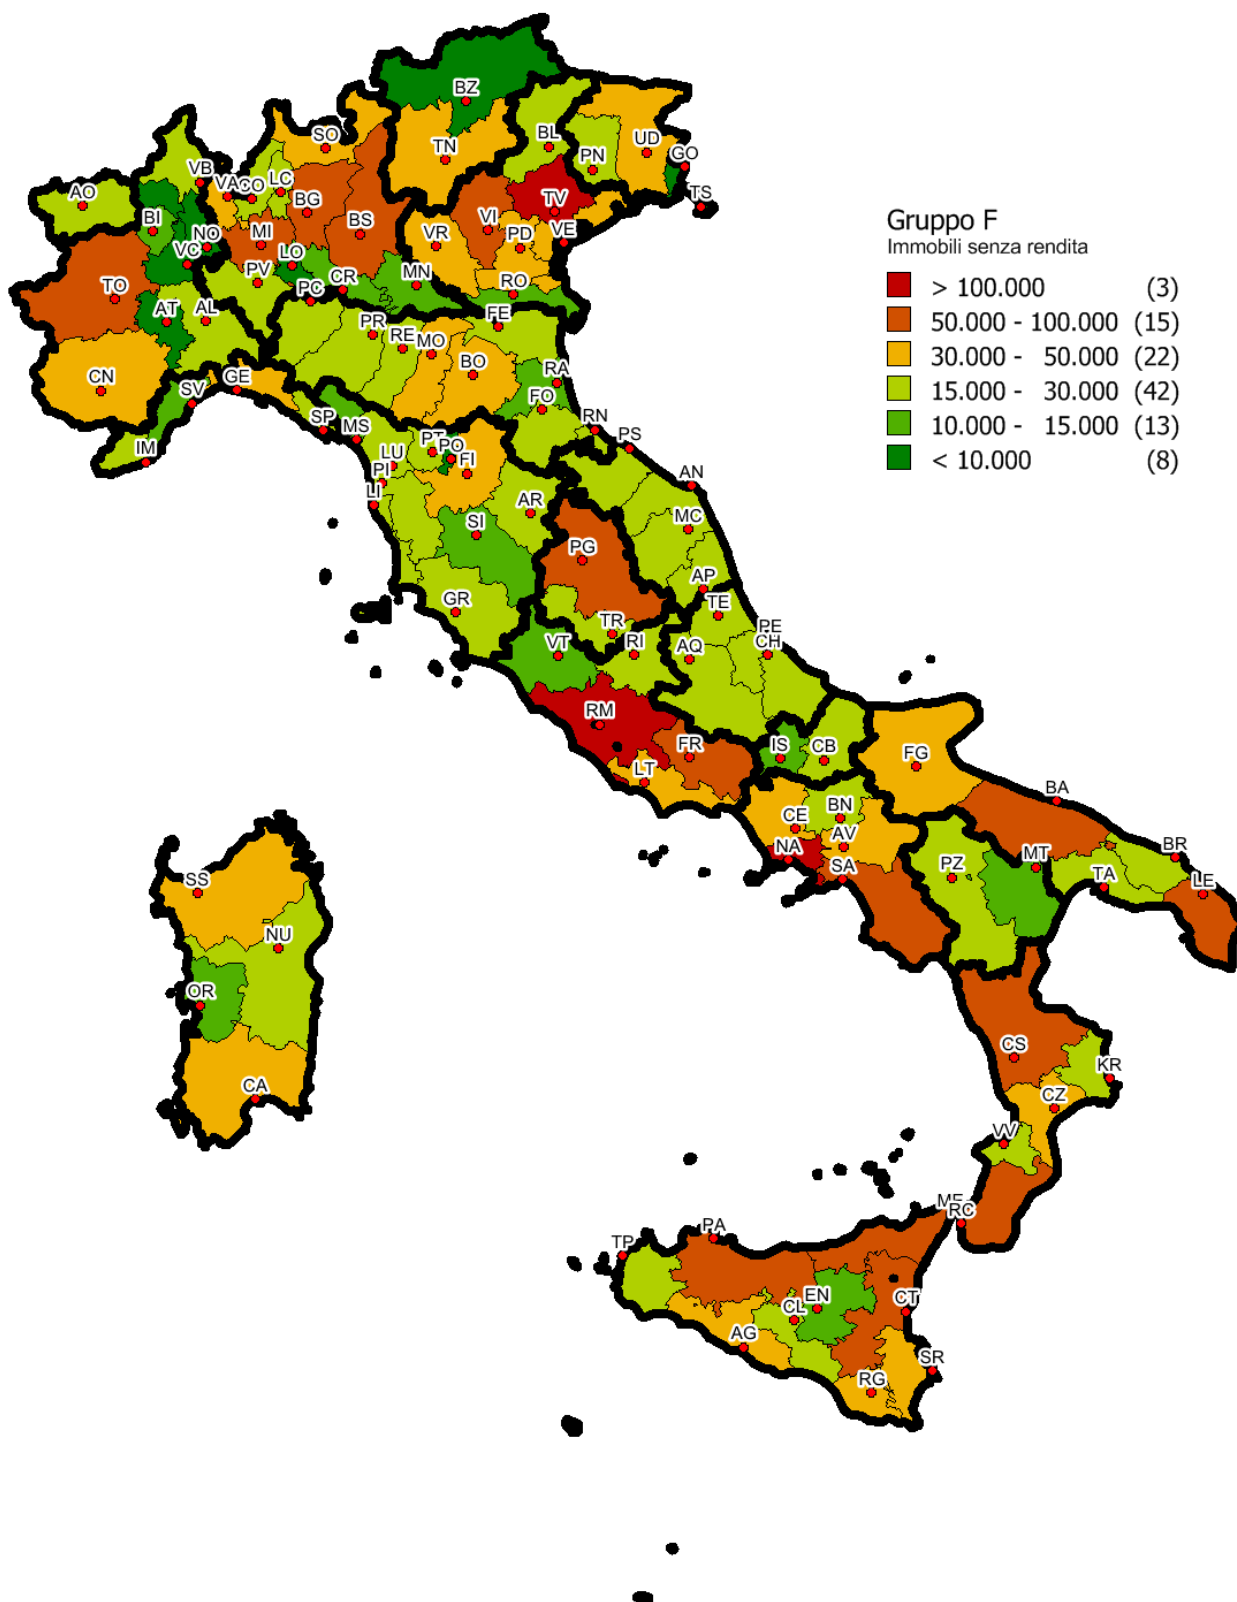 BZ
SO
TN
BL
UD
PN
GO
VB
VA
CO
LC
AO
BG
TV
TS
BI
MI
BS
VR
VI
PD
VE
NO
VC
LO
PV
CR
MN
RO
TO
PC
AT
AL
PR
RE
MO
FE
BO
CN
SV
GE
RA
FO
SP
MS
RN
PS
IM
LU
PT
PO
FI
PI
LI
AN
AR
SI
MC
PG
AP
GR
TE
TR
PE
CH
VT
RI
AQ
RM
FR
IS
CB
FG
LT
BA
CE
BN
AV
NA
SA
PZ
MT
BR
TA
LE
SS
NU
OR
CA
CS
KR
CZ
VV
ME
RC
TP
PA
EN
CL
CT
AG
SR
RG
Gruppo F
Immobili senza rendita
> 100.000 (3)
50.000 - 100.000 (15)
30.000 - 50.000 (22)
15.000 - 30.000 (42)
10.000 - 15.000 (13)
< 10.000 (8)